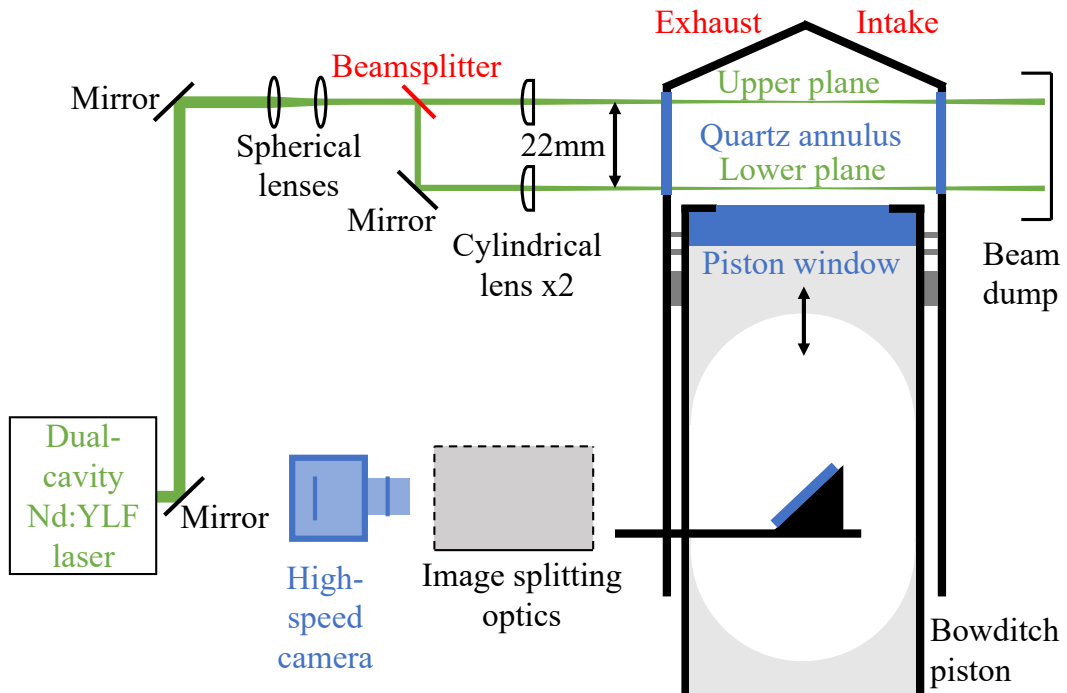 Exhaust
Intake
Mirror
Beamsplitter
Upper plane
Spherical
lenses
22mm
Quartz annulus
Lower plane
Mirror
Cylindrical
lens x2
Piston window
Beam
dump
Dual-
cavity
Nd:YLF
laser
Mirror
High-
speed
camera
Image splitting
optics
Bowditch
piston